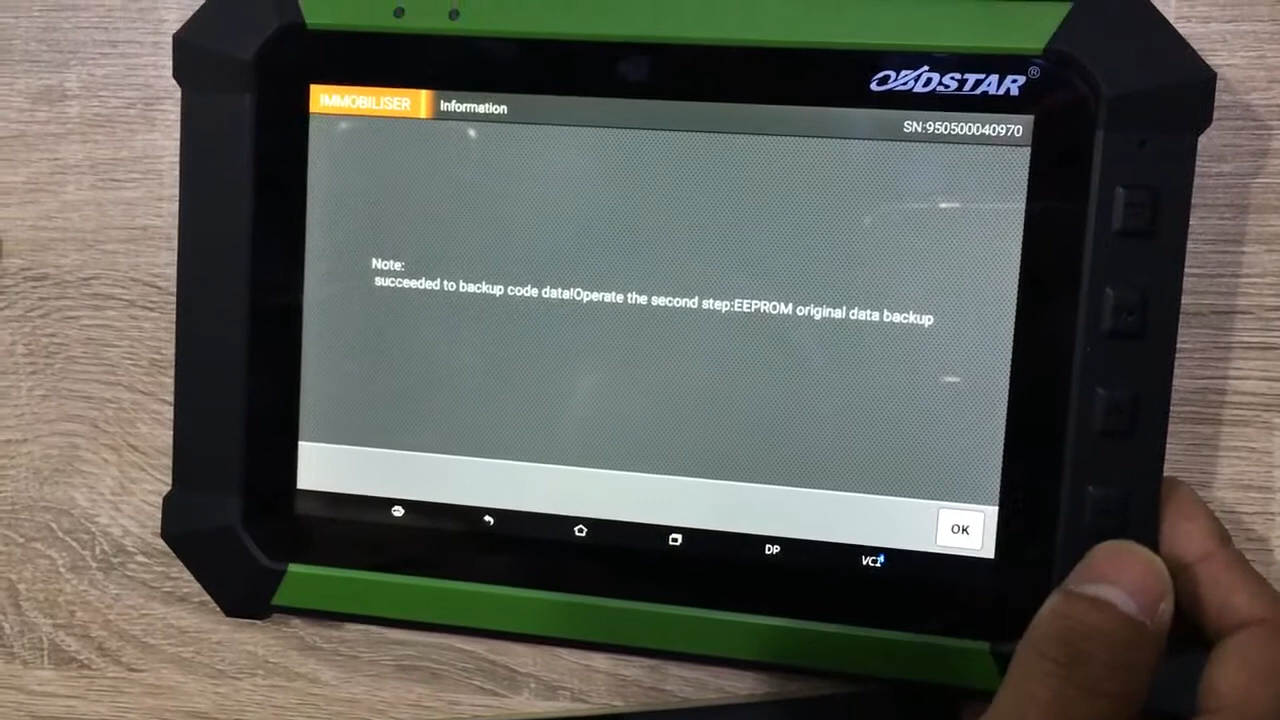 OBDSTAR®
IMMOBILISER Information
SN:950500040970
Note:
succeeded to backup code data!Operate the second step:EEPROM original data backup
OK
DP
VCI